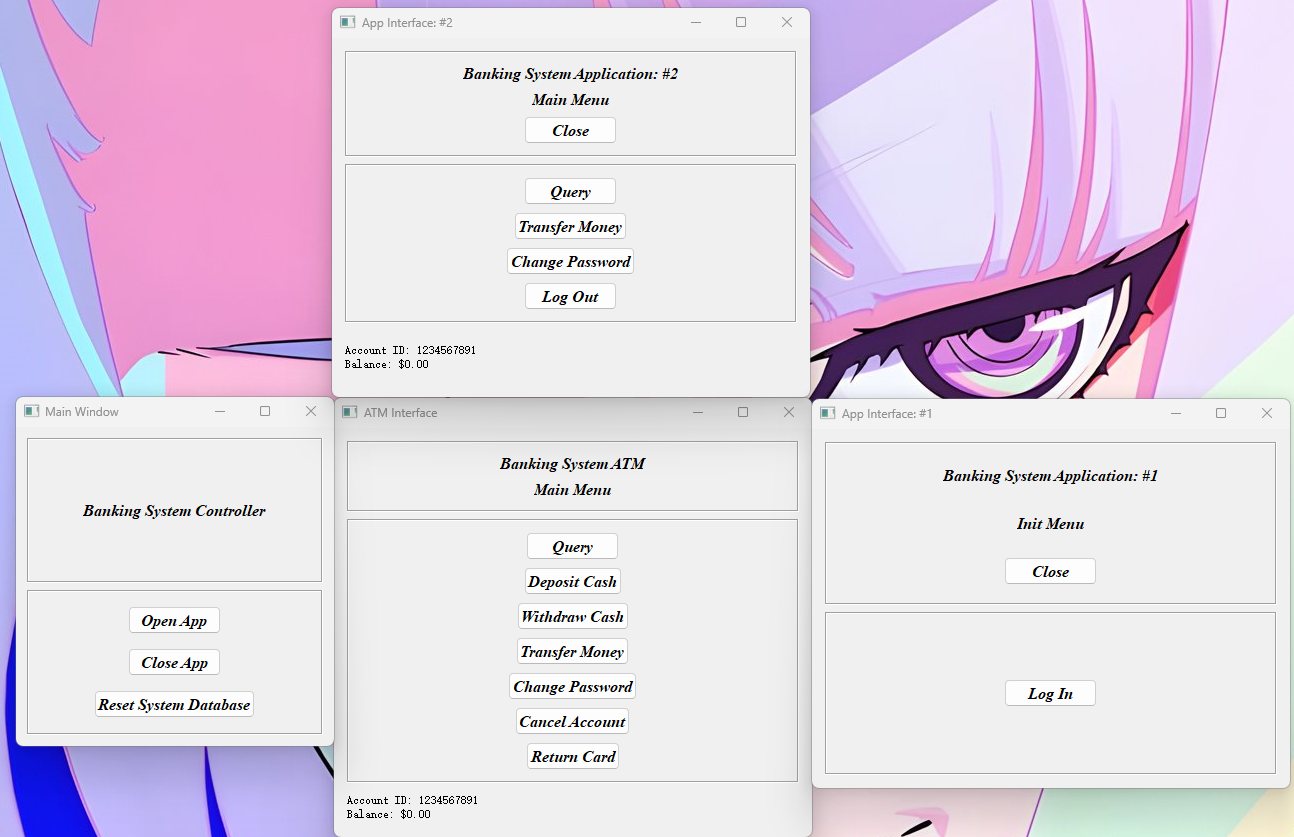 App Interface: #2
Banking System Application: #2
Main Menu
Close
Query
Transfer Money
Change Password
Log Out
Account ID: 1234567891
Balance: $0.00
Main Window
Banking System Controller
Open App
Close App
Reset System Database
ATM Interface
Banking System ATM
Main Menu
Query
Deposit Cash
Withdraw Cash
Transfer Money
Change Password
Cancel Account
Return Card
Account ID: 1234567891
Balance: $0.00
App Interface: #1
Banking System Application: #1
Init Menu
Close
Log In